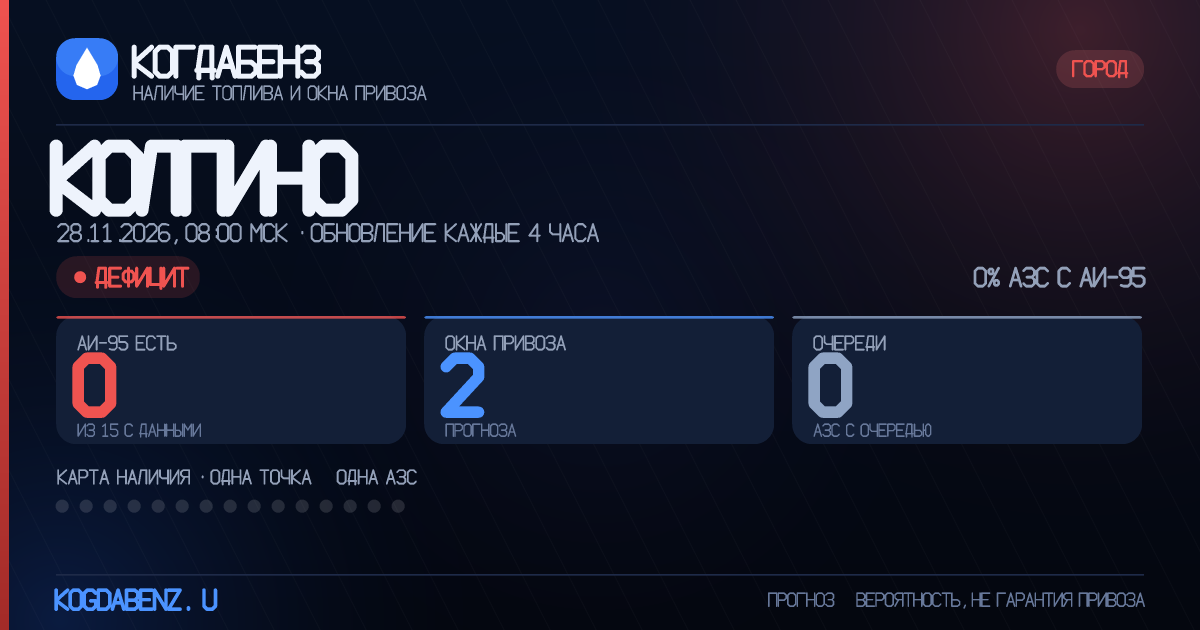 КОГДАБЕНЗ
НАЛИЧИЕ ТОПЛИВА И ОКНА ПРИВОЗА
ГОРОД
КОЛПИНО
28.11.2026, 08:00 МСК · ОБНОВЛЕНИЕ КАЖДЫЕ 4 ЧАСА
ДЕФИЦИТ
0% АЗС С АИ-95
АИ-95 ЕСТЬ
0
ИЗ 15 С ДАННЫМИ
ОКНА ПРИВОЗА
2
ПРОГНОЗА
ОЧЕРЕДИ
0
АЗС С ОЧЕРЕДЬЮ
КАРТА НАЛИЧИЯ · ОДНА ТОЧКА ОДНА АЗС
KOGDABENZ. U
ПРОГНОЗ ВЕРОЯТНОСТЬ, НЕ ГАРАНТИЯ ПРИВОЗА